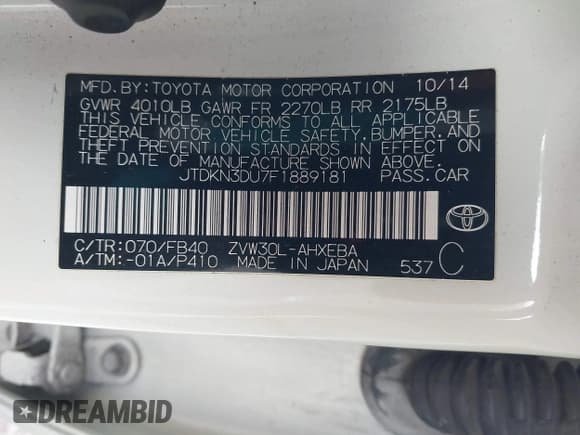 MFD.BY:TOYOTA MOTOR CORPORATION 10/14
GVWR 4010LB GAWR FR 2270LB RR 2175LB
THIS VEHICLE CONFORMS TO ALL APPLICABLE
FEDERAL MOTOR VEHICLE SAFETY,BUMPER,AND
THEFT PREVENTION STANDARDS IN EFFECT ON
THE DATE OF MANUFACTURE SHOWN ABOVE.
JTDKN3DU7F1889181 PASS.CAR
C/TR:070/FB40 ZVW30L-AHXEBA
A/TM:-01A/P410 MADE IN JAPAN 537 C
TOYOTA
DREAMBID